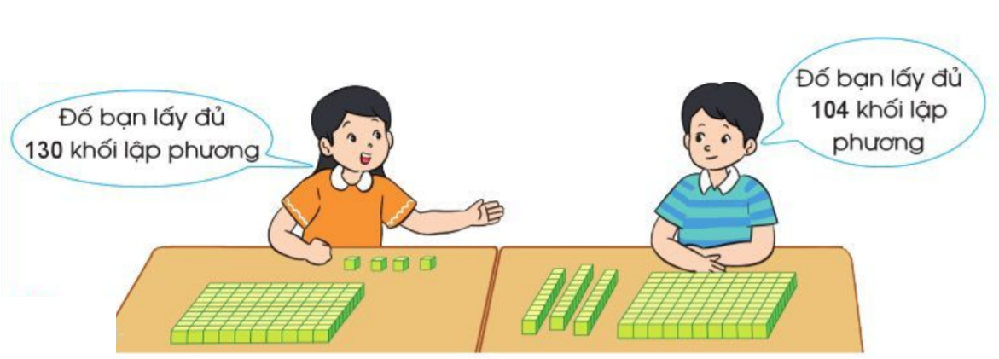 Đố bạn lấy đủ
130 khối lập phương
Đố bạn lấy đủ
104 khối lập
phương